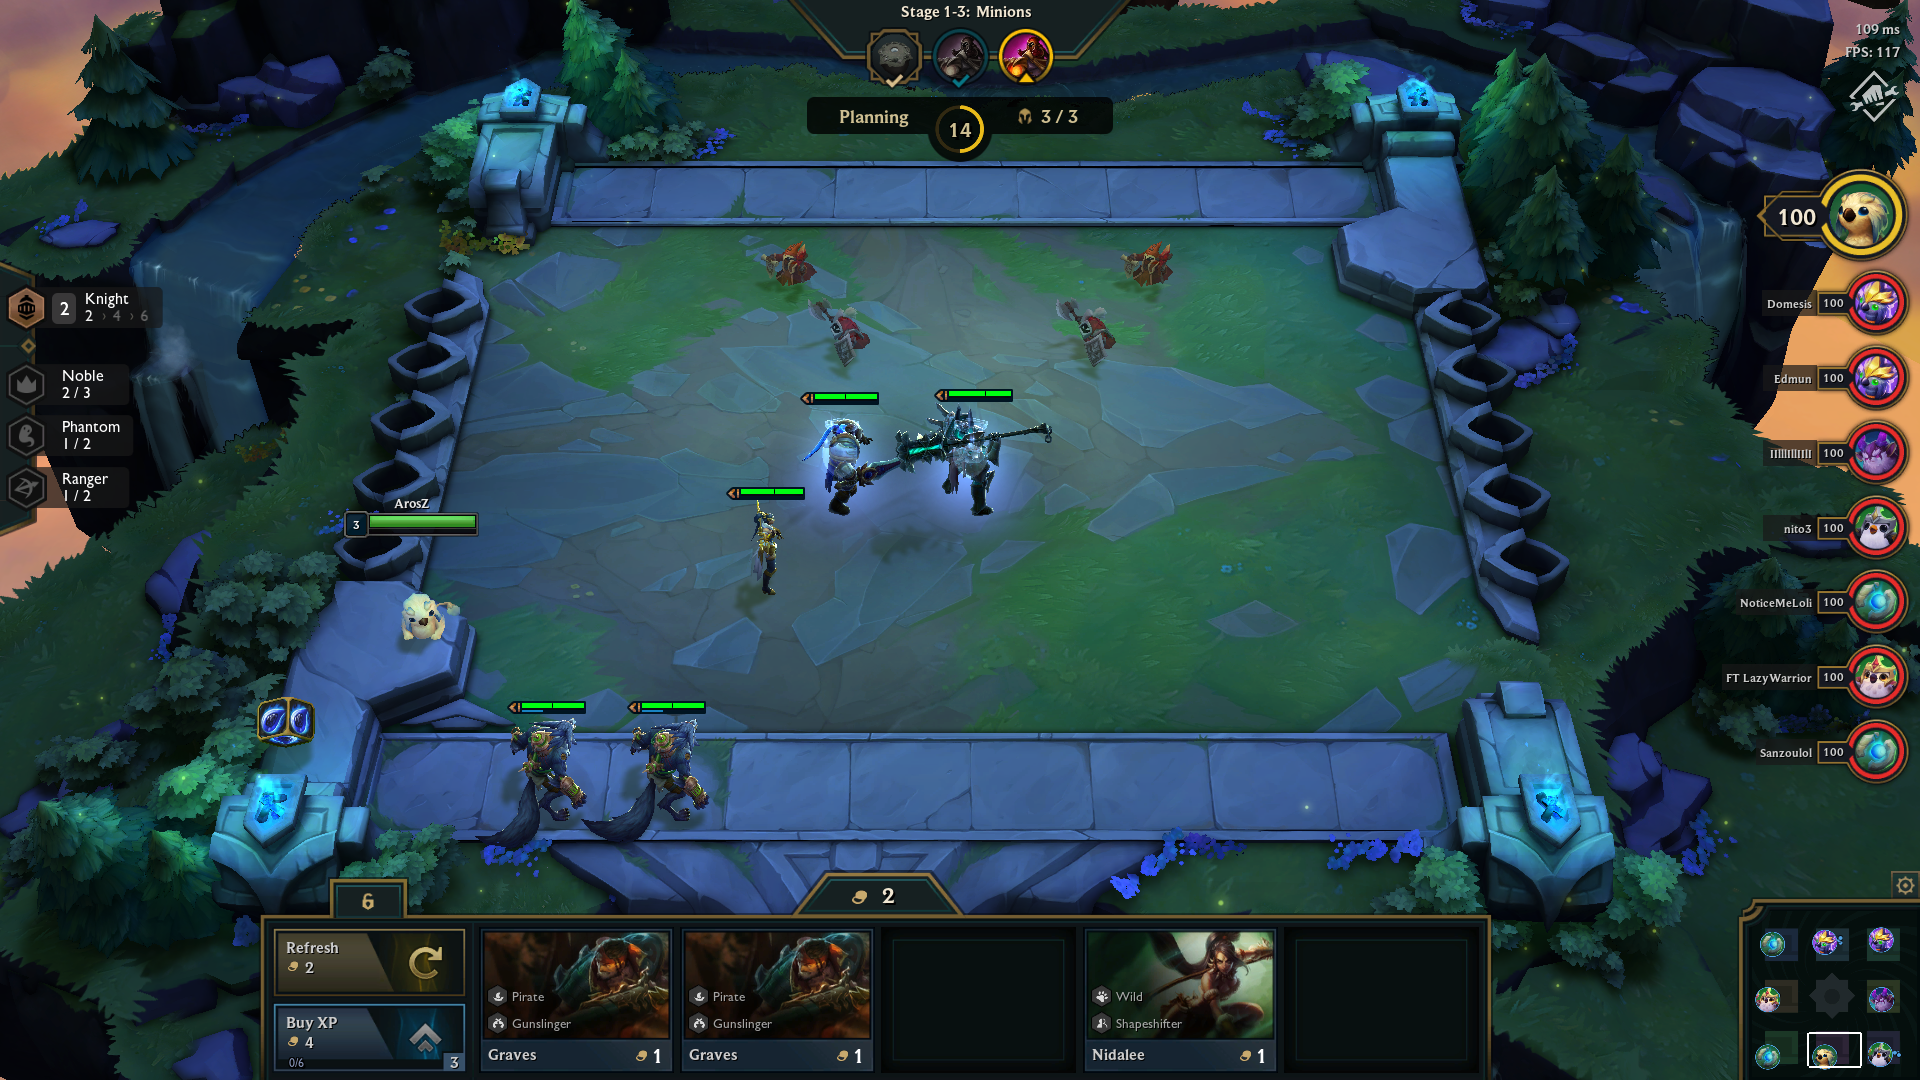 Stage 1-3: Minions
109 ms
FPS: 117
Planning
14
3 / 3
100
2
Knight
2 › 4 › 6
Noble
2 / 3
Phantom
1 / 2
Ranger
1 / 2
ArosZ
3
Domesis 100
Edmun 100
100
nito3 100
NoticeMeLoli 100
FT LazyWarrior 100
Sanzoulol 100
6
2
Refresh
2
Buy XP
4
0/6
3
Pirate
Gunslinger
Graves 1
Pirate
Gunslinger
Graves 1
Wild
Shapeshifter
Nidalee 1